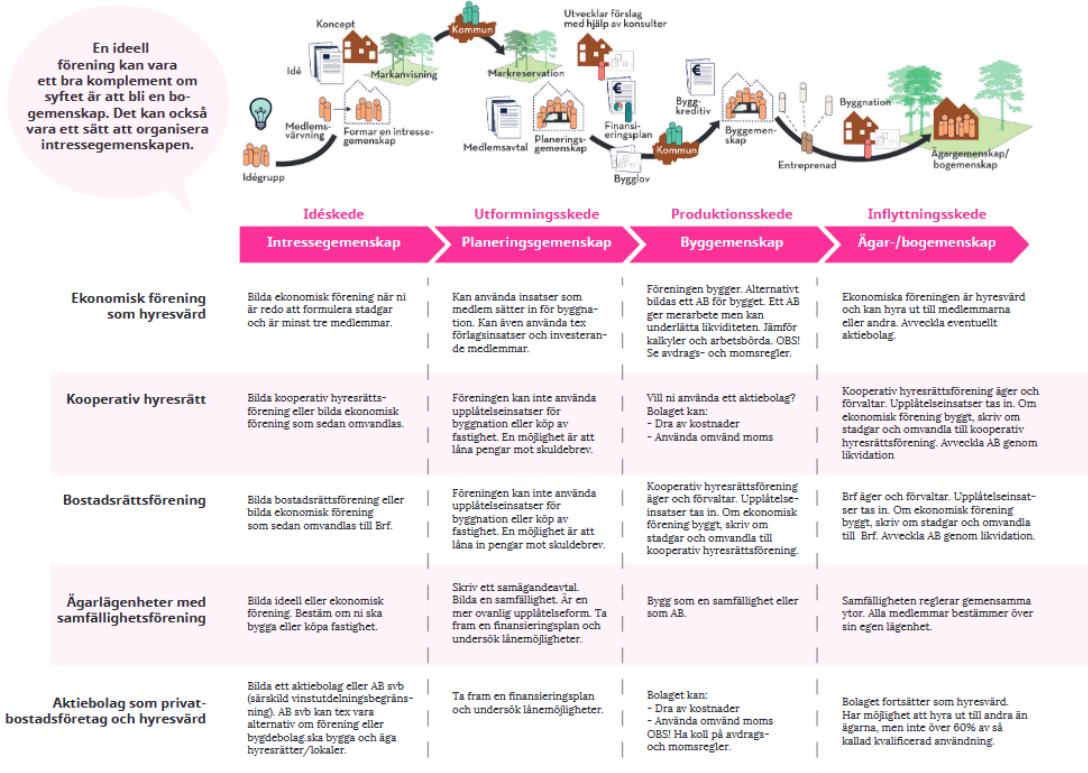 En ideell
förening kan vara
ett bra komplement om
syftet är att bli en bo-
gemenskap. Det kan också
vara ett sätt att organisera
intressegemenskapen.
Idégrupp
Medlems-
värvning
Idé
Koncept
Formar en intresse-
gemenskap
Markanvisning
Kommun
Markreservation
Medlemsavtal
Planerings-
gemenskap
Utvecklar förslag
med hjälp av konsulter
Finansi-
eringsplan
Bygglov
Kommun
Bygg-
kreditiv
Byggemen-
skap
Entreprenad
Byggnation
Ägargemenskap/
bogemenskap
Idéskede
Utformningsskede
Produktionsskede
Inflyttningsskede
Intressegemenskap
Planeringsgemenskap
Byggemenskap
Ägar-/bogemenskap
Ekonomisk förening
som hyresvärd
Bilda ekonomisk förening när ni
är redo att formulera stadgar
och är minst tre medlemmar.
Kan använda insatser som
medlem sätter in för byggna-
tion. Kan även använda tex
förlagsinsatser och investeran-
de medlemmar.
Föreningen bygger. Alternativt
bildas ett AB för bygget. Ett AB
ger merarbete men kan
underlätta likviditeten. Jämför
kalkyler och arbetsbörda. OBS!
Se avdrags- och momsregler.
Ekonomiska föreningen är hyresvärd
och kan hyra ut till medlemmarna
eller andra. Avveckla eventuellt
aktiebolag.
Kooperativ hyresrätt
Bilda kooperativ hyresrätts-
förening eller bilda ekonomisk
förening som sedan omvandlas.
Föreningen kan inte använda
upplåtelseinsatser för
byggnation eller köp av
fastighet. En möjlighet är att
låna pengar mot skuldebrev.
Vill ni använda ett aktiebolag?
Bolaget kan:
- Dra av kostnader
- Använda omvänd moms
Kooperativ hyresrättsförening äger och
förvaltar. Upplåtelseinsatser tas in. Om
ekonomisk förening byggt, skriv om
stadgar och omvandla till kooperativ
hyresrättsförening. Avveckla AB genom
likvidation
Bostadsrättsförening
Bilda bostadsrättsförening eller
bilda ekonomisk förening
som sedan omvandlas till Brf.
Föreningen kan inte använda
upplåtelseinsatser för
byggnation eller köp av
fastighet. En möjlighet är att
låna in pengar mot skuldebrev.
Kooperativ hyresrättsförening
äger och förvaltar. Upplåtelse-
insatser tas in. Om ekonomisk
förening byggt, skriv om
stadgar och omvandla till
kooperativ hyresrättsförening.
Brf äger och förvaltar. Upplåtelseinsat-
ser tas in. Om ekonomisk förening
byggt, skriv om stadgar och omvandla
till Brf. Avveckla AB genom likvidation.
Ägarlägenheter med
samfällighetsförening
Bilda ideell eller ekonomisk
förening. Bestäm om ni ska
bygga eller köpa fastighet.
Skriv ett samägandeavtal.
Bilda en samfällighet. Är en
mer ovanlig upplåtelseform. Ta
fram en finansieringsplan och
undersök lånemöjligheter.
Bygg som en samfällighet eller
som AB.
Samfälligheten reglerar gemensamma
ytor. Alla medlemmar bestämmer över
sin egen lägenhet.
Aktiebolag som privat-
bostadsföretag och hyresvärd
Bilda ett aktiebolag eller AB svb
(särskild vinstutdelningsbegräns-
ning). AB svb kan tex vara
alternativ om förening eller
bygdebolag.ska bygga och äga
hyresrätter/lokaler.
Ta fram en finansieringsplan
och undersök lånemöjligheter.
Bolaget kan:
- Dra av kostnader
- Använda omvänd moms
OBS! Ha koll på avdrags-
och momsregler.
Bolaget fortsätter som hyresvärd.
Har möjlighet att hyra ut till andra än
ägarna, men inte över 60% av så
kallad kvalificerad användning.